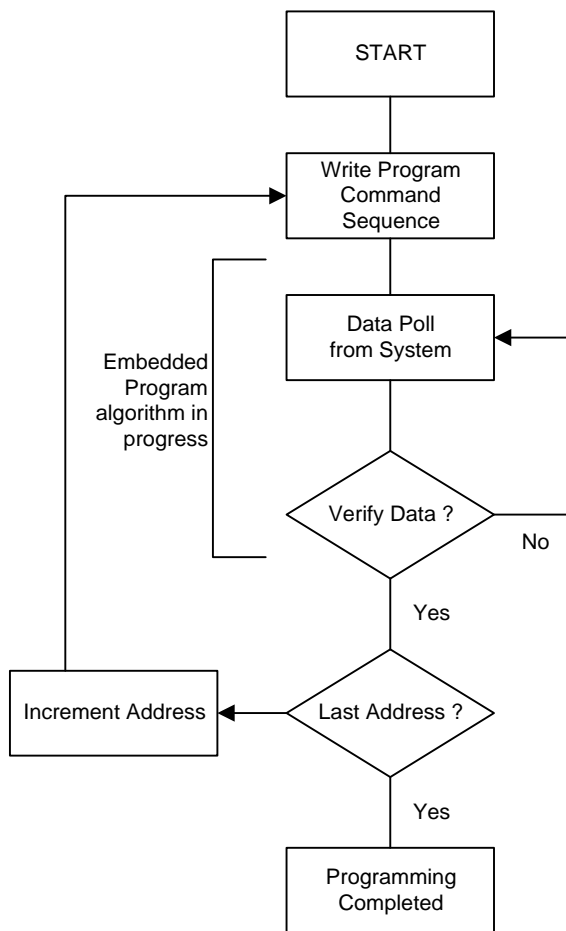 START
Write Program
Command
Sequence
Data Poll
from System
Embedded
Program
algorithm in
progress
Verify Data ?
No
Yes
Increment Address
Last Address ?
Yes
Programming
Completed